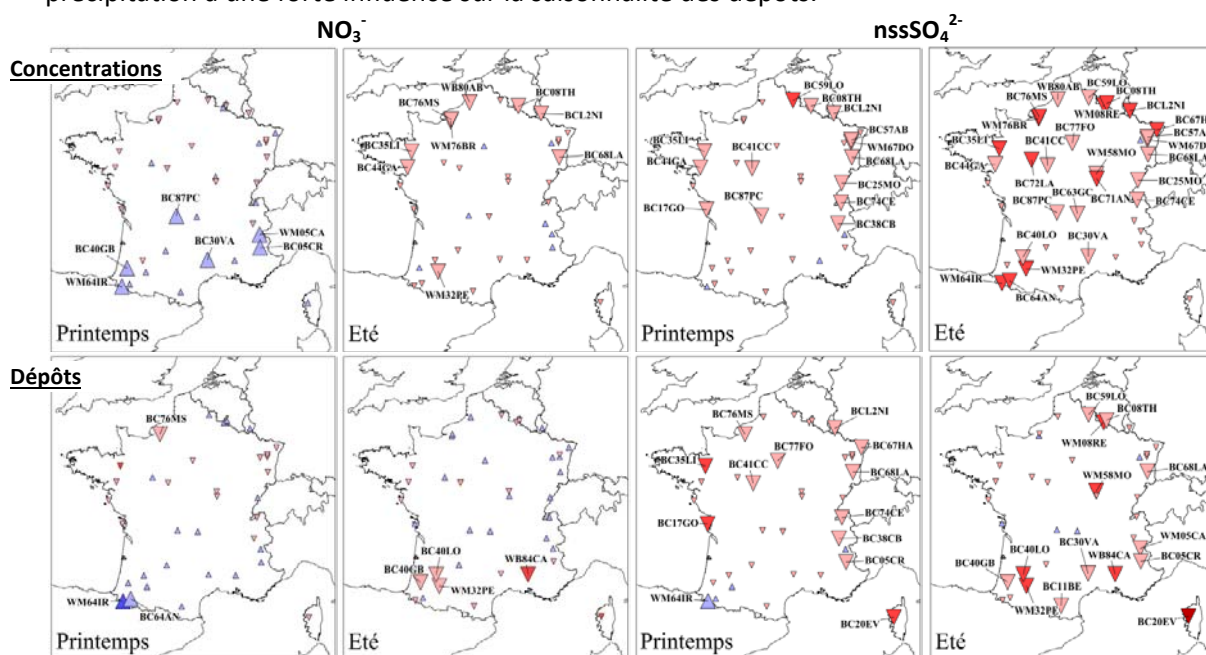 précipitation a une forte influence sur la saisonnalité des dépôts.
NO₃⁻ nssSO₄²⁻
Concentrations
BC87PC
WM05CA
BC05CR
BC30VA
BC40GB
WM64IR
Printemps
WB80AB
BC08TH
BC76MS
BCL2NI
WM76BR
BC35LI
BC44GA
BC68LA
WM32PE
Eté
BC59LO
BC08TH
BCL2NI
BC57AB
BC35LI
WM67DO
BC41CC
BC68LA
BC44GA
BC25MO
BC87PC
BC74CE
BC17GO
BC38CB
Printemps
BC59LO
WB80AB
BC08TH
BC76MS
BCL2NI
WM08RE
BC67H
WM76BR
BC77FO
BC57A
BC35LI
BC41CC
WM58MO
WM67D
BC44GA
BC68LA
BC72LA
BC63GC
BC25MO
BC87PC
BC71AN
BC74CE
BC40LO
BC30VA
WM32PE
WM64IR
BC64AN
Eté
Dépôts
BC76MS
WM64IR
BC64AN
Printemps
BC40LO
BC40GB
WB84CA
WM32PE
Eté
BC76MS
BCL2NI
BC77FO
BC67HA
BC35LI
BC41CC
BC68LA
BC17GO
BC74CE
BC38CB
BC05CR
WM64IR
BC20EV
Printemps
BC59LO
BC08TH
WM08RE
WM58MO
BC68LA
BC40LO
BC30VA
WM05CA
WB84CA
BC05CR
BC40GB
BC11BE
WM32PE
BC20EV
Eté